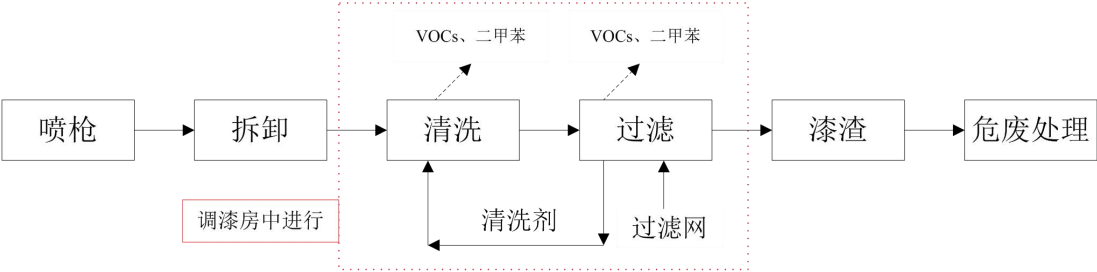 VOCs、二甲苯
VOCs、二甲苯
喷枪
拆卸
清洗
过滤
漆渣
危废处理
调漆房中进行
清洗剂
过滤网